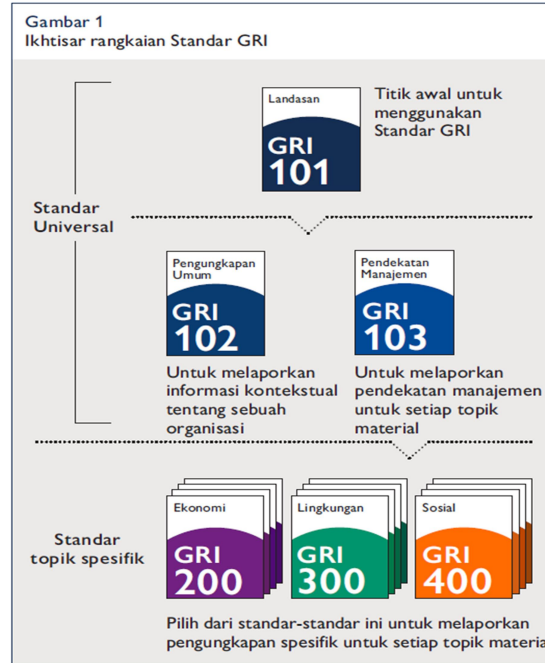 Gambar 1
Ikhtisar rangkaian Standar GRI
Landasan
GRI
101
Titik awal untuk
menggunakan
Standar GRI
Standar
Universal
Pengungkapan
Umum
GRI
102
Pendekatan
Manajemen
GRI
103
Untuk melaporkan
informasi kontekstual
tentang sebuah
organisasi
Untuk melaporkan
pendekatan manajemen
untuk setiap topik
material
Standar
topik spesifik
Ekonomi
GRI
200
Lingkungan
GRI
300
Sosial
GRI
400
Pilih dari standar-standar ini untuk melaporkan
pengungkapan spesifik untuk setiap topik materia